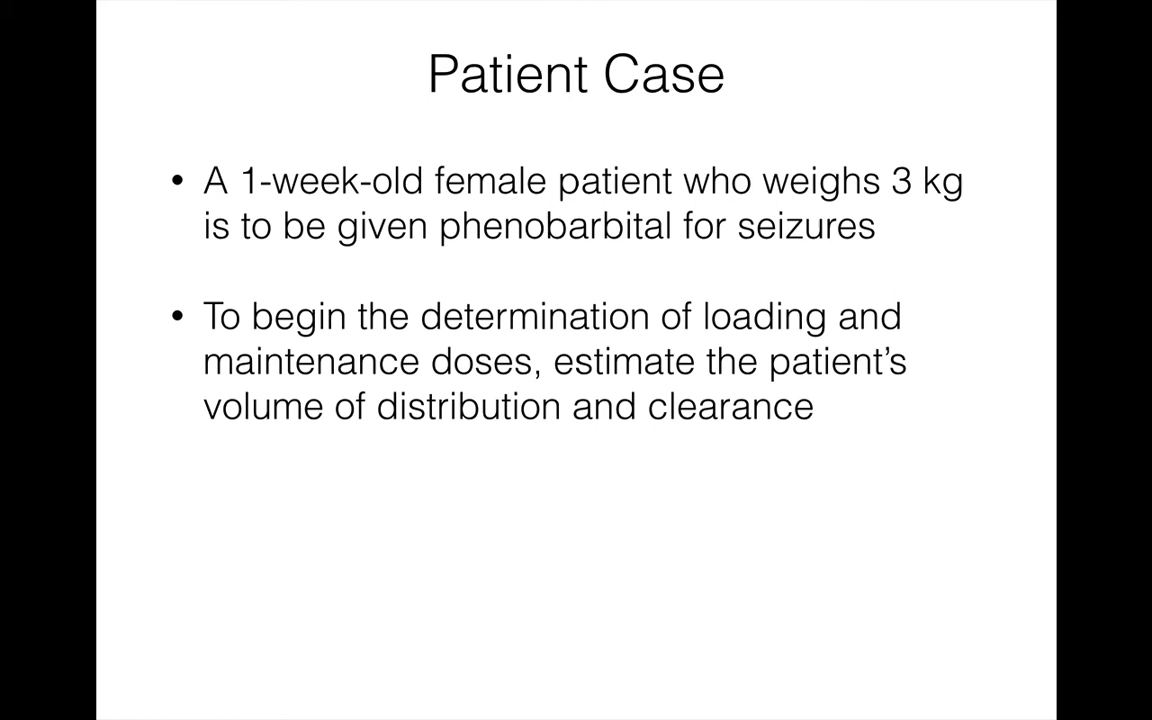 Patient Case
• A 1-week-old female patient who weighs 3 kg
is to be given phenobarbital for seizures
• To begin the determination of loading and
maintenance doses, estimate the patient’s
volume of distribution and clearance